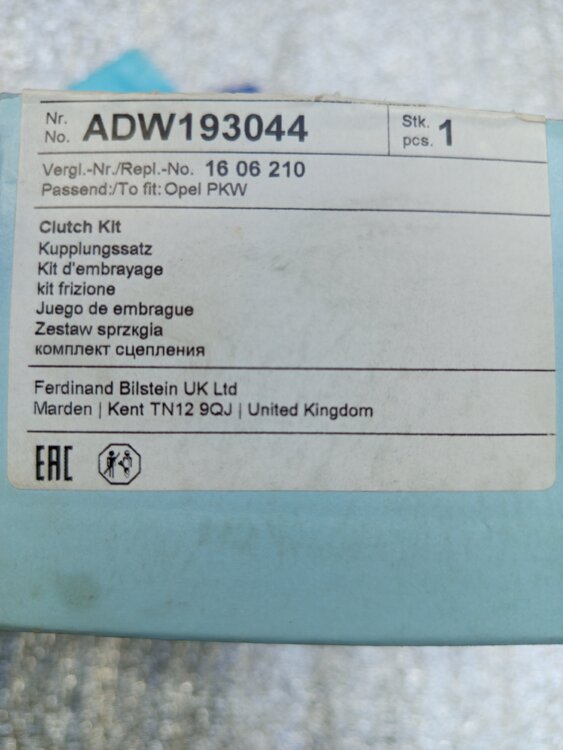 Nr.
No. ADW193044
Stk.
pcs. 1
Vergl.-Nr./Repl.-No. 16 06 210
Passend:/To fit: Opel PKW
Clutch Kit
Kupplungssatz
Kit d'embrayage
kit frizione
Juego de embrague
Zestaw sprzkgia
комплект сцепления
Ferdinand Bilstein UK Ltd
Marden | Kent TN12 9QJ | United Kingdom
EAC